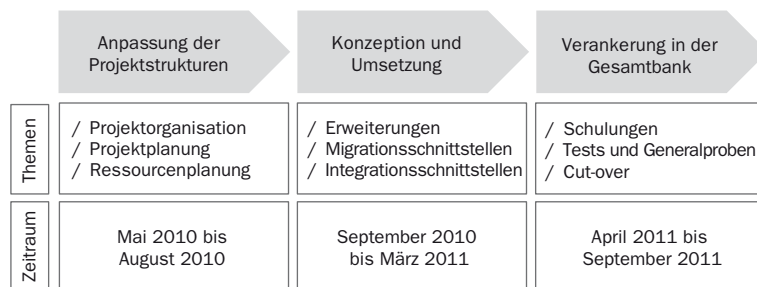 Anpassung der
Projektstrukturen
Konzeption und
Umsetzung
Verankerung in der
Gesamtbank
Themen
/ Projektorganisation
/ Projektplanung
/ Ressourcenplanung
/ Erweiterungen
/ Migrationsschnittstellen
/ Integrationsschnittstellen
/ Schulungen
/ Tests und Generalproben
/ Cut-over
Zeitraum
Mai 2010 bis
August 2010
September 2010
bis März 2011
April 2011 bis
September 2011